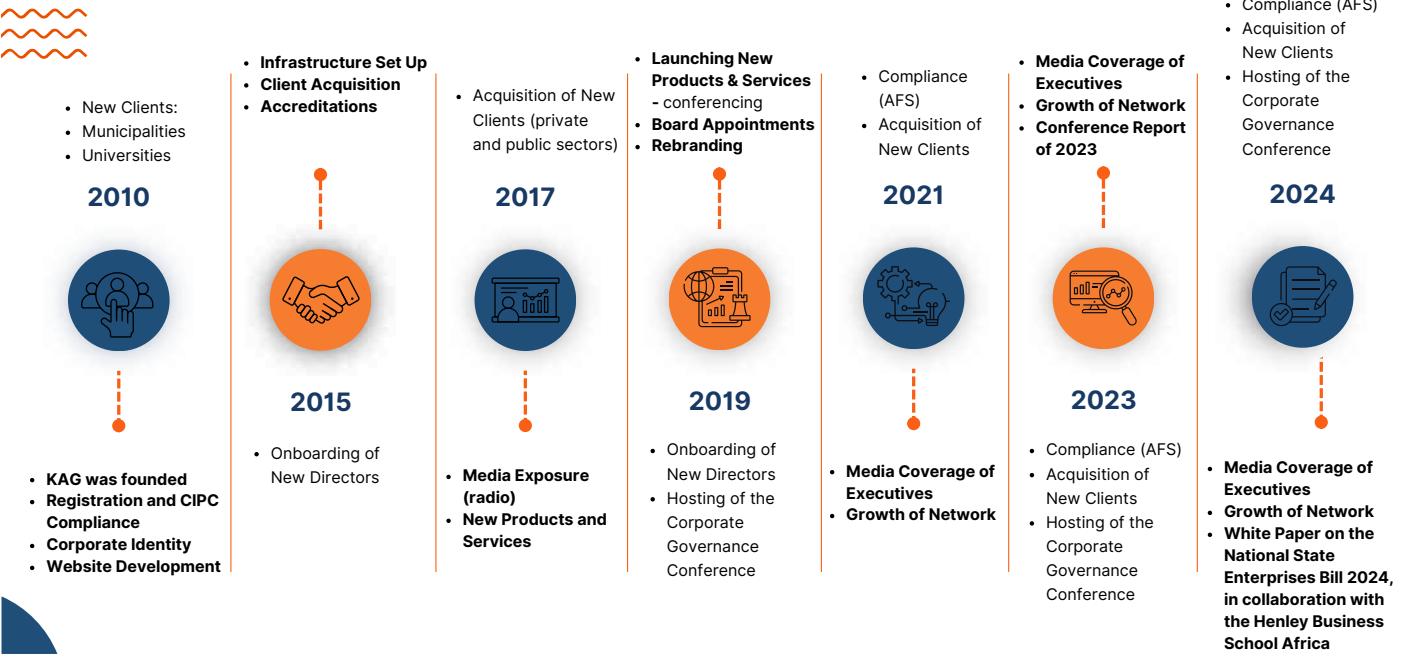 New Clients:
Municipalities
Universities
2010
KAG was founded
Registration and CIPC
Compliance
Corporate Identity
Website Development
Infrastructure Set Up
Client Acquisition
Accreditations
2015
Onboarding of
New Directors
Acquisition of New
Clients (private
and public sectors)
2017
Media Exposure
(radio)
New Products and
Services
Launching New
Products & Services
- conferencing
Board Appointments
Rebranding
2019
Onboarding of
New Directors
Hosting of the
Corporate
Governance
Conference
Compliance
(AFS)
Acquisition of
New Clients
2021
Media Coverage of
Executives
Growth of Network
Media Coverage of
Executives
Growth of Network
Conference Report
of 2023
2023
Compliance (AFS)
Acquisition of
New Clients
Hosting of the
Corporate
Governance
Conference
Compliance (AFS)
Acquisition of
New Clients
Hosting of the
Corporate
Governance
Conference
2024
Media Coverage of
Executives
Growth of Network
White Paper on the
National State
Enterprises Bill 2024,
in collaboration with
the Henley Business
School Africa